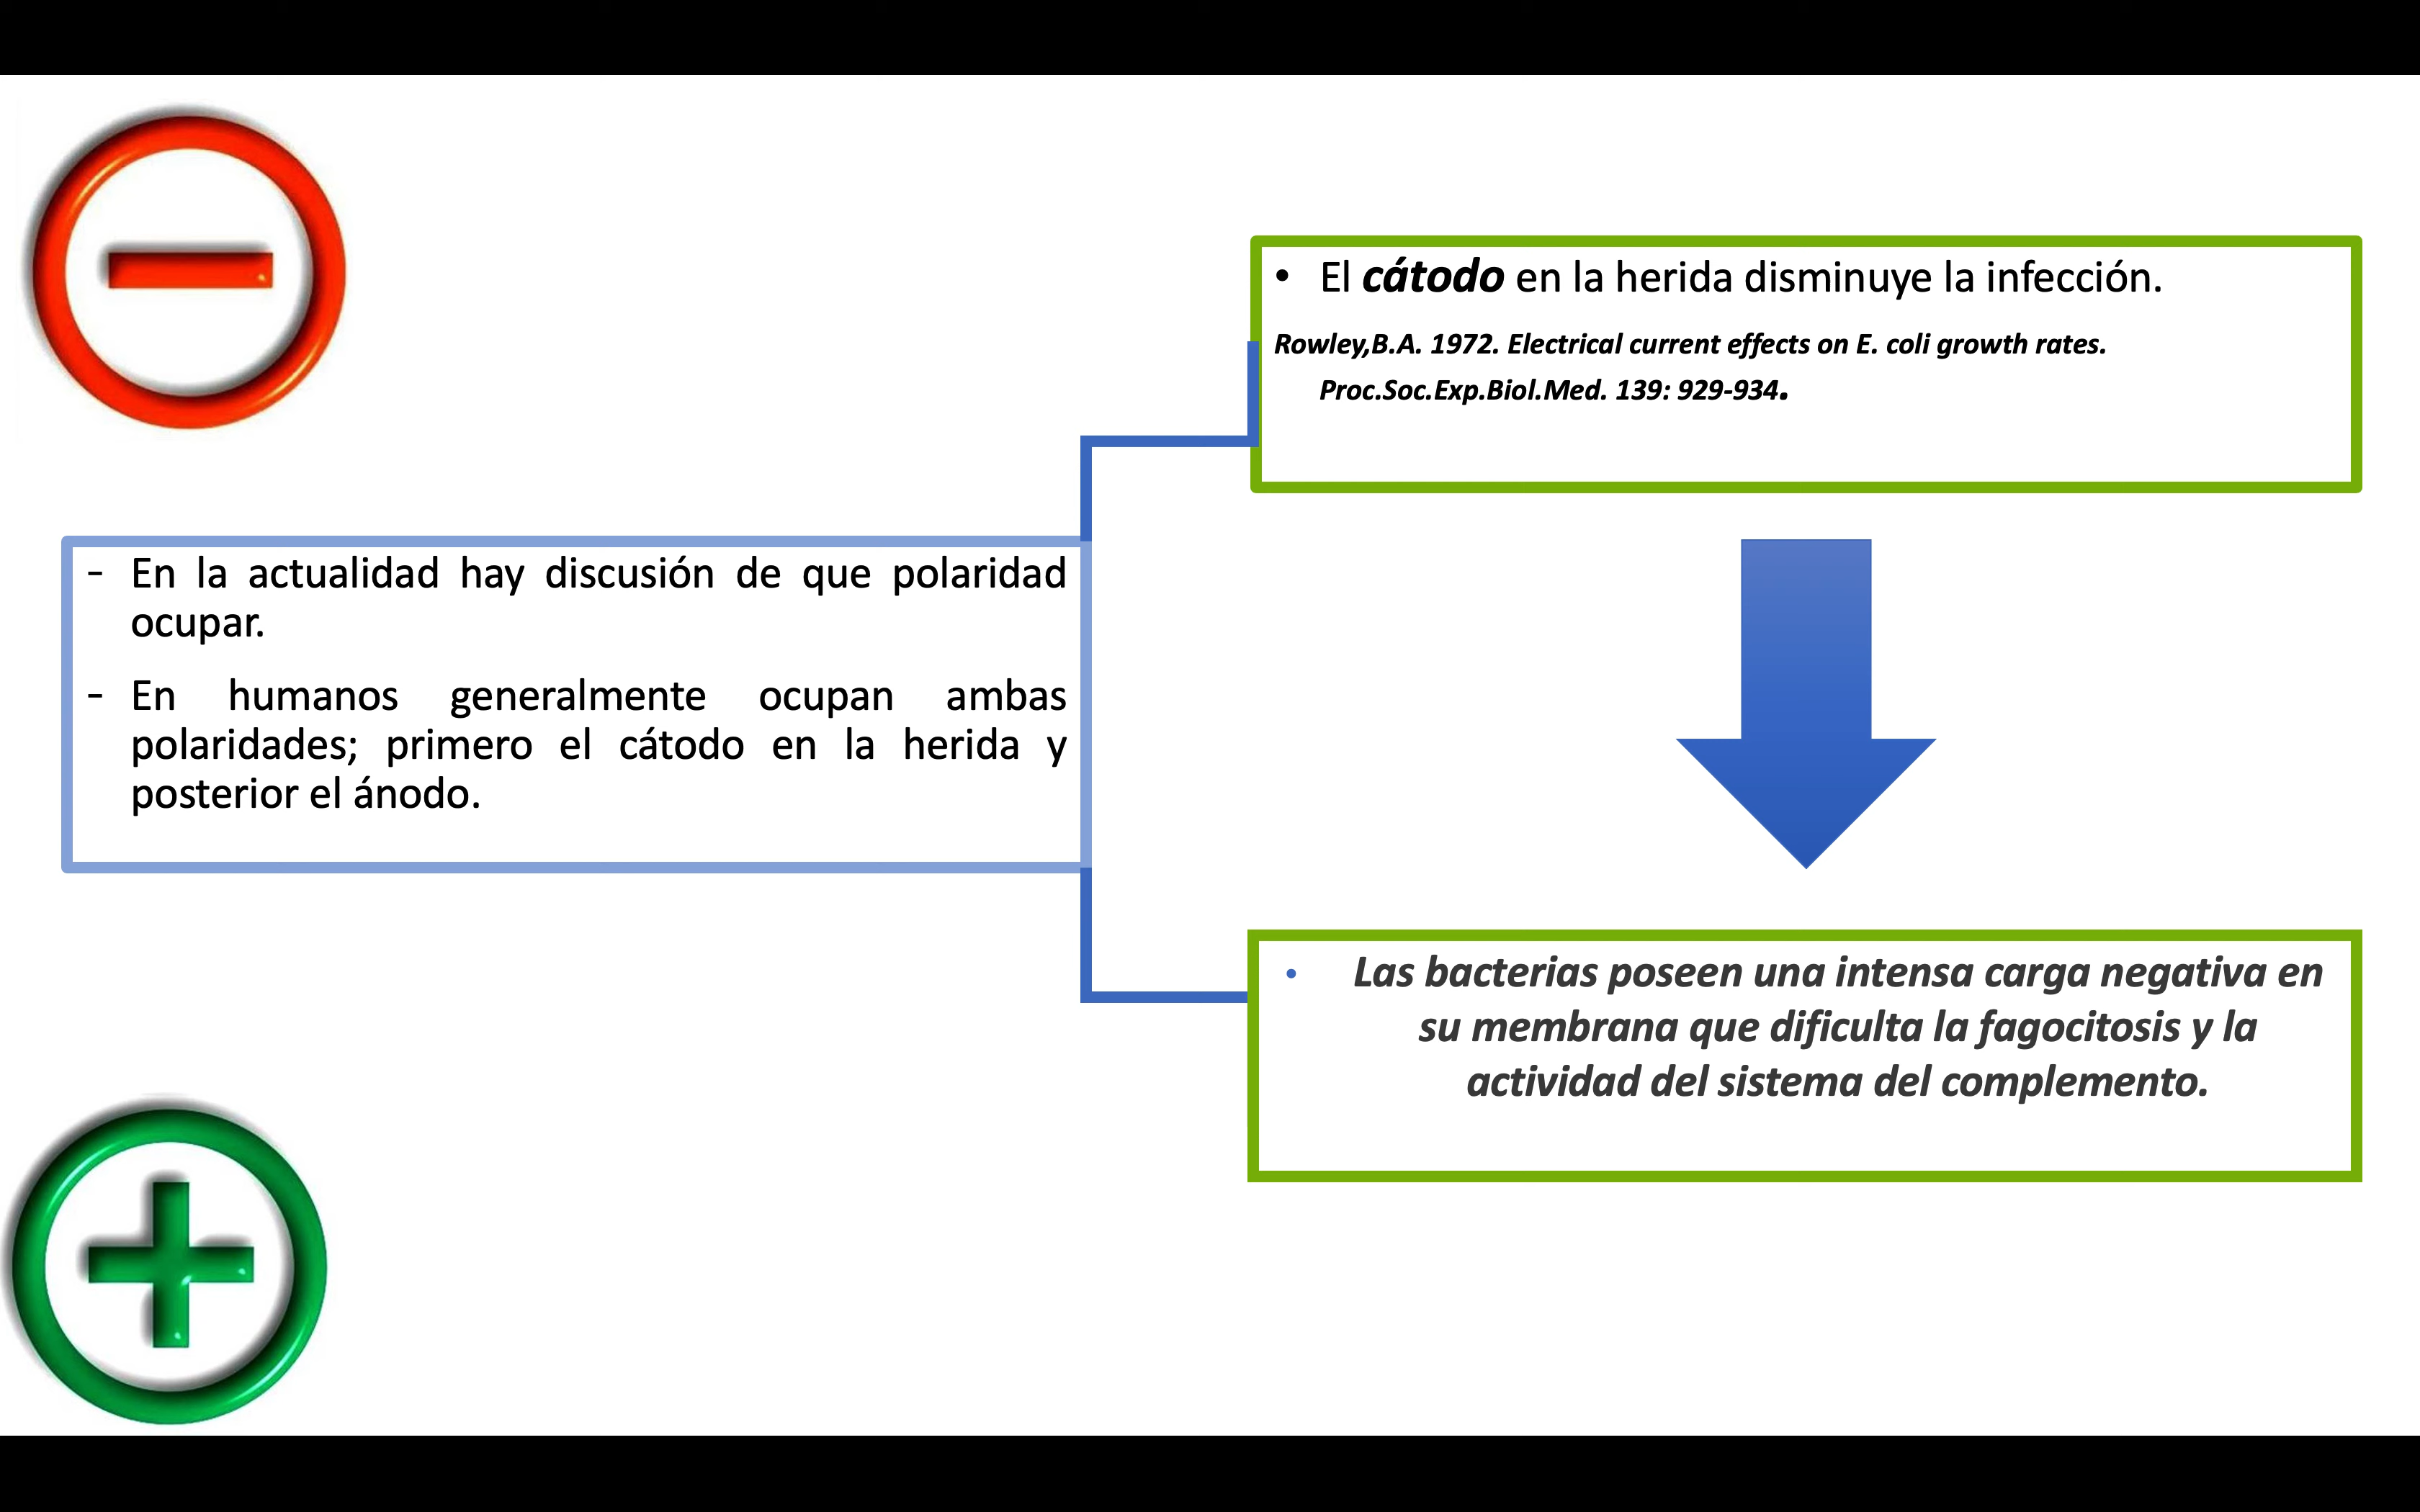 - En la actualidad hay discusión de que polaridad
ocupar.
- En humanos generalmente ocupan ambas
polaridades; primero el cátodo en la herida y
posterior el ánodo.
• El cátodo en la herida disminuye la infección.
Rowley,B.A. 1972. Electrical current effects on E. coli growth rates.
Proc.Soc.Exp.Biol.Med. 139: 929-934.
• Las bacterias poseen una intensa carga negativa en
su membrana que dificulta la fagocitosis y la
actividad del sistema del complemento.